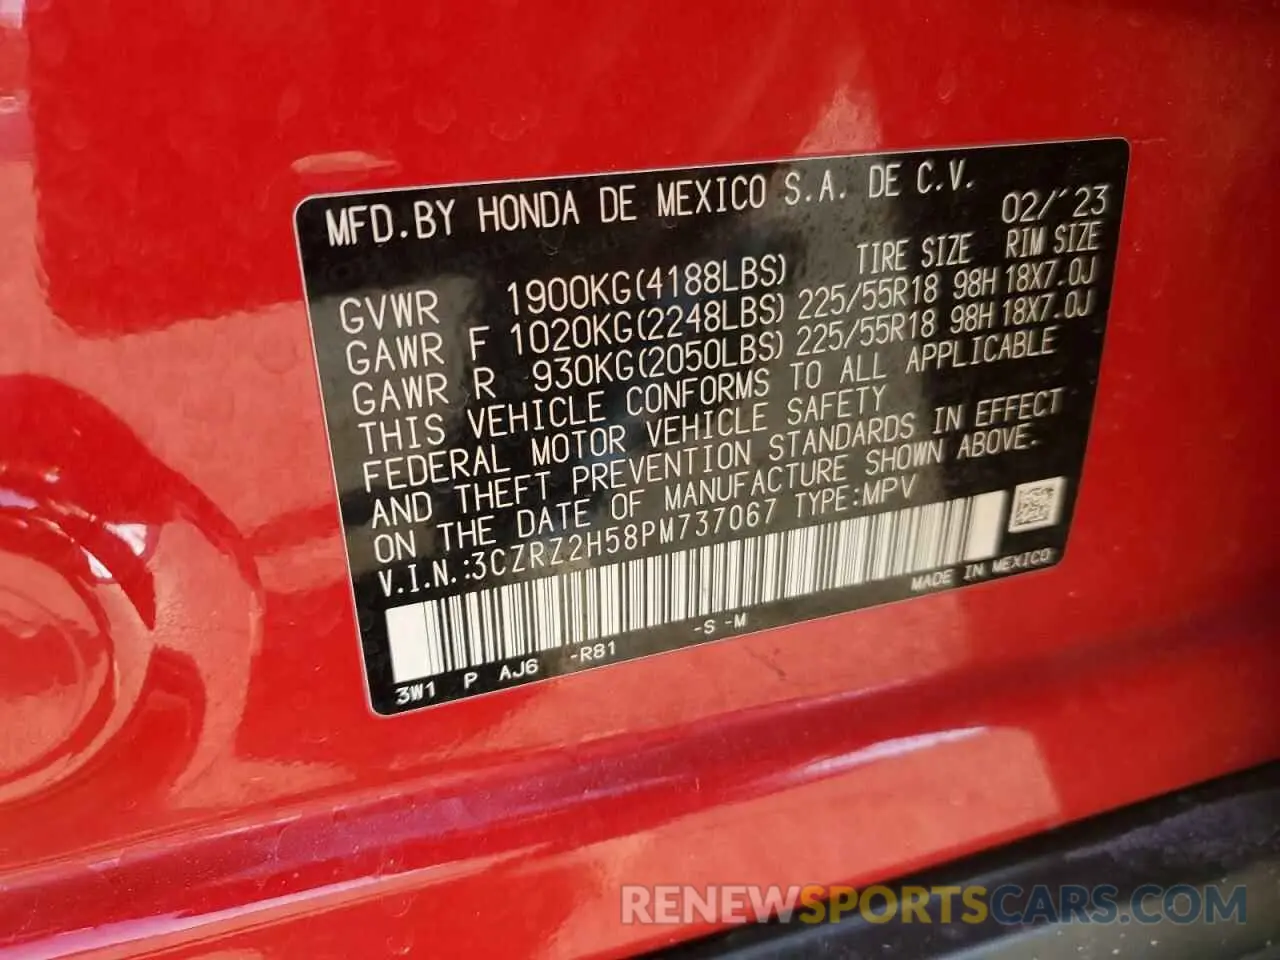 MFD.BY HONDA DE MEXICO S.A. DE C.V.
02/'23
TIRE SIZE RIM SIZE
GVWR 1900KG(4188LBS)
GAWR F 1020KG(2248LBS) 225/55R18 98H 18X7.0J
GAWR R 930KG(2050LBS) 225/55R18 98H 18X7.0J
THIS VEHICLE CONFORMS TO ALL APPLICABLE
FEDERAL MOTOR VEHICLE SAFETY
AND THEFT PREVENTION STANDARDS IN EFFECT
ON THE DATE OF MANUFACTURE SHOWN ABOVE.
V.I.N.:3CZRZ2H58PM737067 TYPE:MPV
MADE IN MEXICO
3W1 P AJ6 -R81 -S -M
RENEWSPORTSCARS.COM